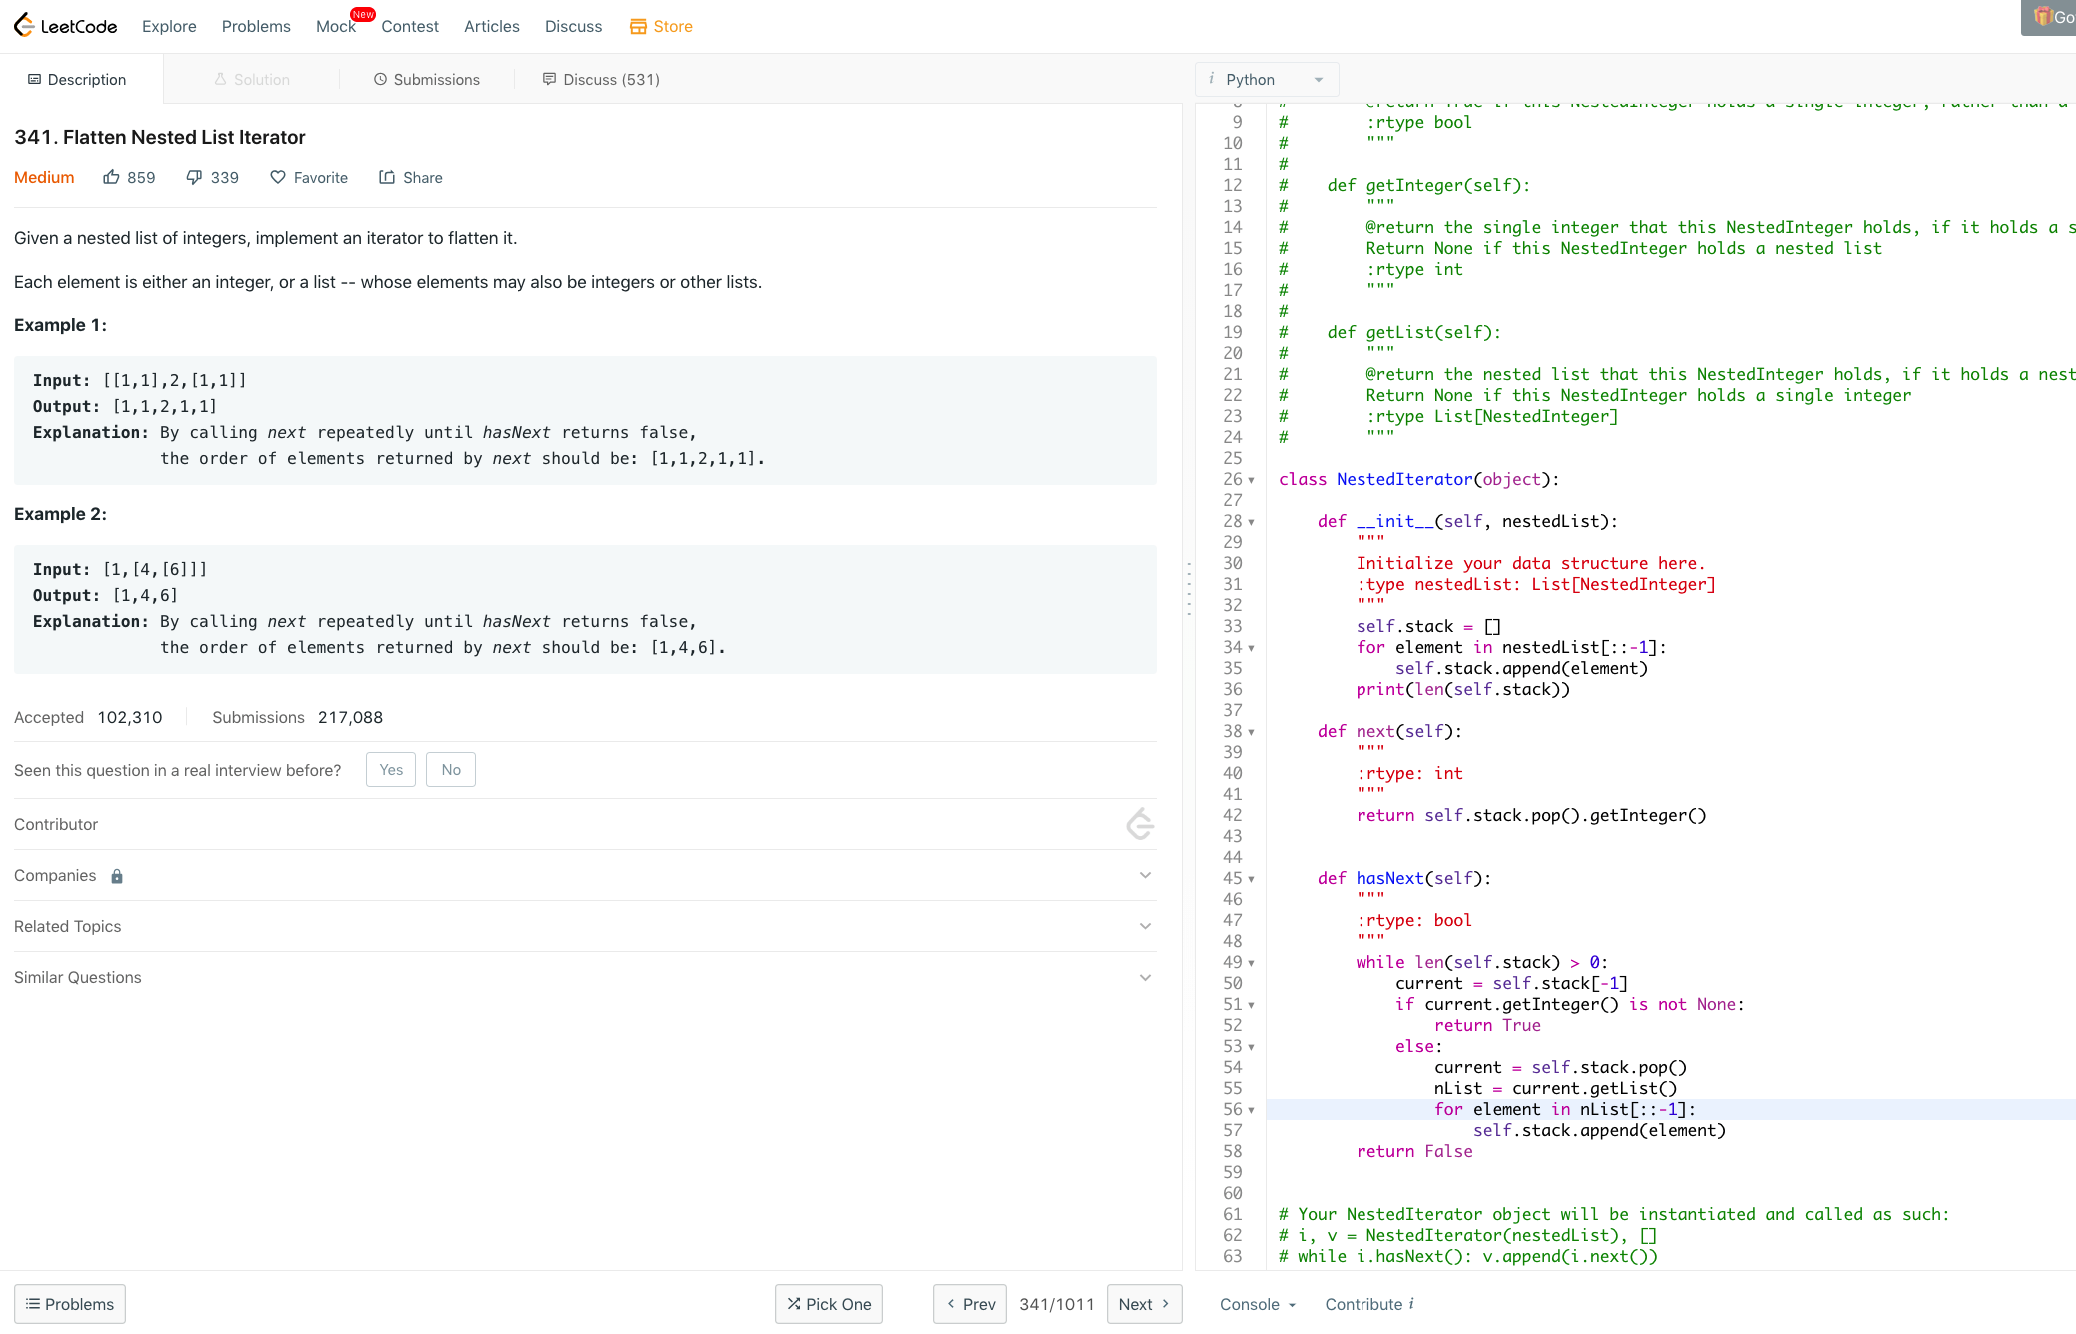 LeetCode Explore Problems Mock New Contest Articles Discuss Store
Description Solution Submissions Discuss (531)
341. Flatten Nested List Iterator
Medium 859 339 Favorite Share
Given a nested list of integers, implement an iterator to flatten it.
Each element is either an integer, or a list -- whose elements may also be integers or other lists.
Example 1:
Input: [[1,1],2,[1,1]]
Output: [1,1,2,1,1]
Explanation: By calling next repeatedly until hasNext returns false,
the order of elements returned by next should be: [1,1,2,1,1].
Example 2:
Input: [1,[4,[6]]]
Output: [1,4,6]
Explanation: By calling next repeatedly until hasNext returns false,
the order of elements returned by next should be: [1,4,6].
Accepted 102,310 Submissions 217,088
Seen this question in a real interview before? Yes No
Contributor
Companies
Related Topics
Similar Questions
Problems Pick One < Prev 341/1011 Next >
Go
i Python
9 # :rtype bool
10 # """
11 #
12 # def getInteger(self):
13 # """
14 # @return the single integer that this NestedInteger holds, if it holds a s
15 # Return None if this NestedInteger holds a nested list
16 # :rtype int
17 # """
18 #
19 # def getList(self):
20 # """
21 # @return the nested list that this NestedInteger holds, if it holds a nest
22 # Return None if this NestedInteger holds a single integer
23 # :rtype List[NestedInteger]
24 # """
25
26 class NestedIterator(object):
27
28 def __init__(self, nestedList):
29 """
30 Initialize your data structure here.
31 :type nestedList: List[NestedInteger]
32 """
33 self.stack = []
34 for element in nestedList[::-1]:
35 self.stack.append(element)
36 print(len(self.stack))
37
38 def next(self):
39 """
40 :rtype: int
41 """
42 return self.stack.pop().getInteger()
43
44
45 def hasNext(self):
46 """
47 :rtype: bool
48 """
49 while len(self.stack) > 0:
50 current = self.stack[-1]
51 if current.getInteger() is not None:
52 return True
53 else:
54 current = self.stack.pop()
55 nList = current.getList()
56 for element in nList[::-1]:
57 self.stack.append(element)
58 return False
59
60
61 # Your NestedIterator object will be instantiated and called as such:
62 # i, v = NestedIterator(nestedList), []
63 # while i.hasNext(): v.append(i.next())
Console Contribute i